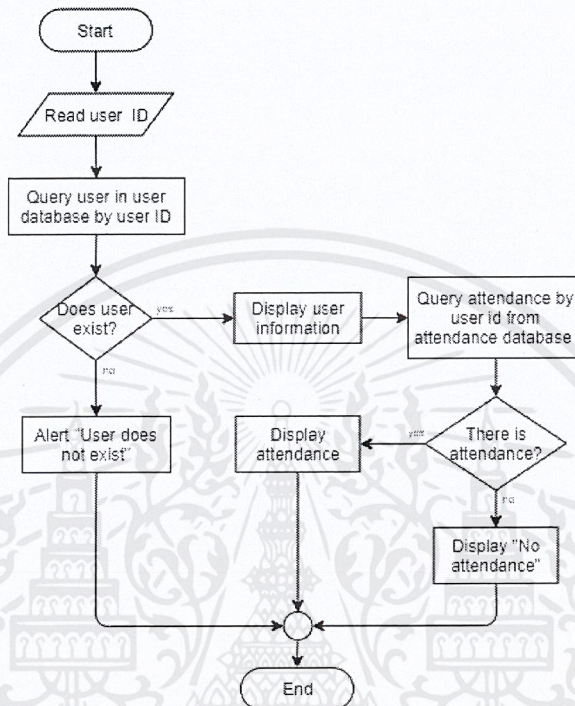 Start
Read user ID
Query user in user
database by user ID
Does user
exist?
yes
Display user
information
Query attendance by
user id from
attendance database
no
Alert "User does
not exist"
Display
attendance
yes
There is
attendance?
no
Display "No
attendance"
End